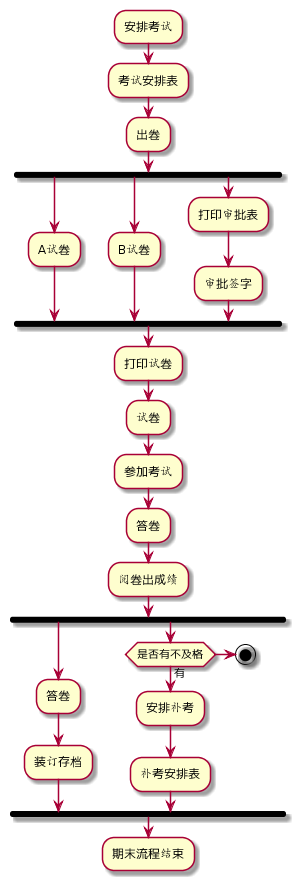 安排考试
考试安排表
出卷
A试卷
B试卷
打印审批表
审批签字
打印试卷
试卷
参加考试
答卷
阅卷出成绩
是否有不及格
有
答卷
安排补考
装订存档
补考安排表
期末流程结束